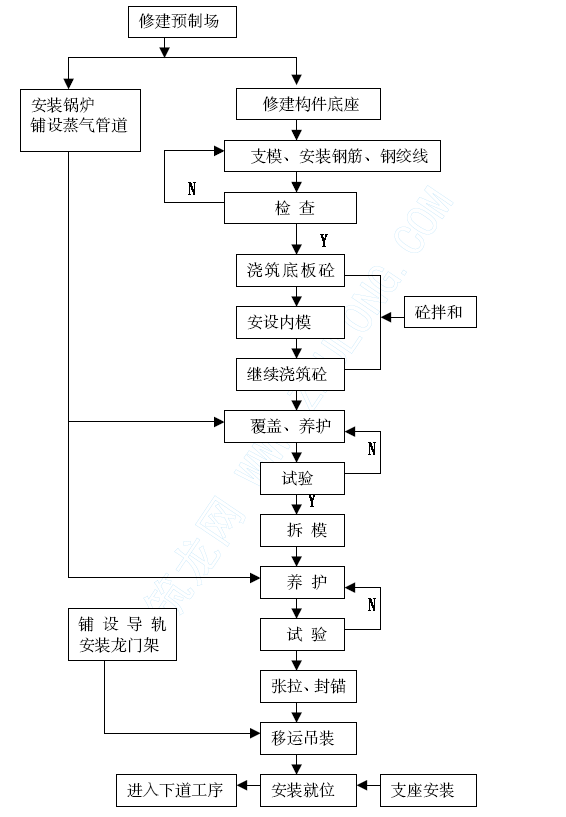 修建预制场
安装锅炉
铺设蒸气管道
修建构件底座
支模、安装钢筋、钢绞线
N
检 查
Y
浇筑底板砼
砼拌和
安设内模
继续浇筑砼
覆盖、养护
N
试验
Y
拆 模
养 护
N
铺 设 导 轨
安装龙门架
试 验
张拉、封锚
移运吊装
进入下道工序
安装就位
支座安装